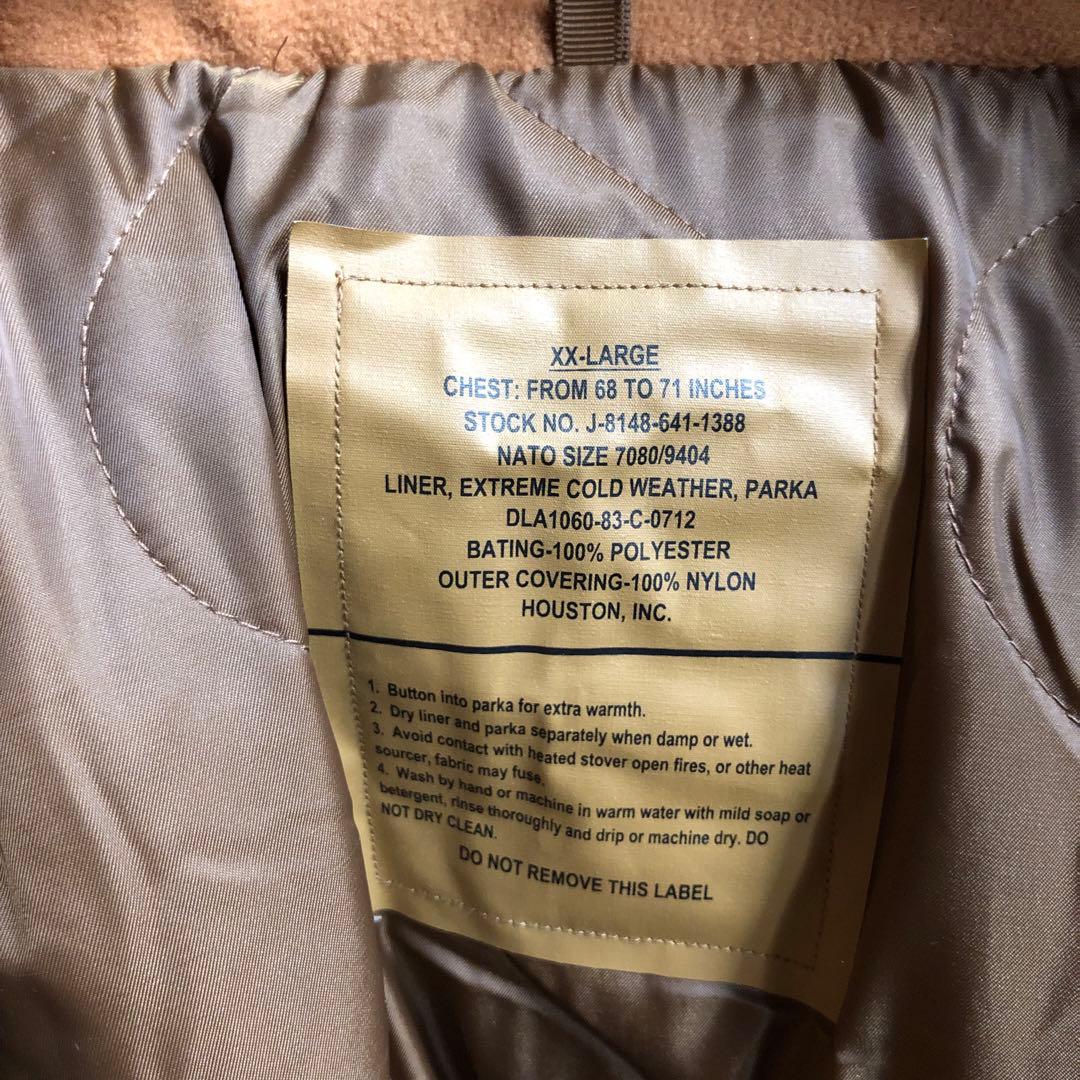 XX-LARGE
CHEST: FROM 68 TO 71 INCHES
STOCK NO. J-8148-641-1388
NATO SIZE 7080/9404
LINER, EXTREME COLD WEATHER, PARKA
DLA1060-83-C-0712
BATING-100% POLYESTER
OUTER COVERING-100% NYLON
HOUSTON, INC.
1. Button into parka for extra warmth.
2. Dry liner and parka separately when damp or wet.
3. Avoid contact with heated stover open fires, or other heat
sourcer, fabric may fuse.
4. Wash by hand or machine in warm water with mild soap or
betergent, rinse thoroughly and drip or machine dry. DO
NOT DRY CLEAN.
DO NOT REMOVE THIS LABEL